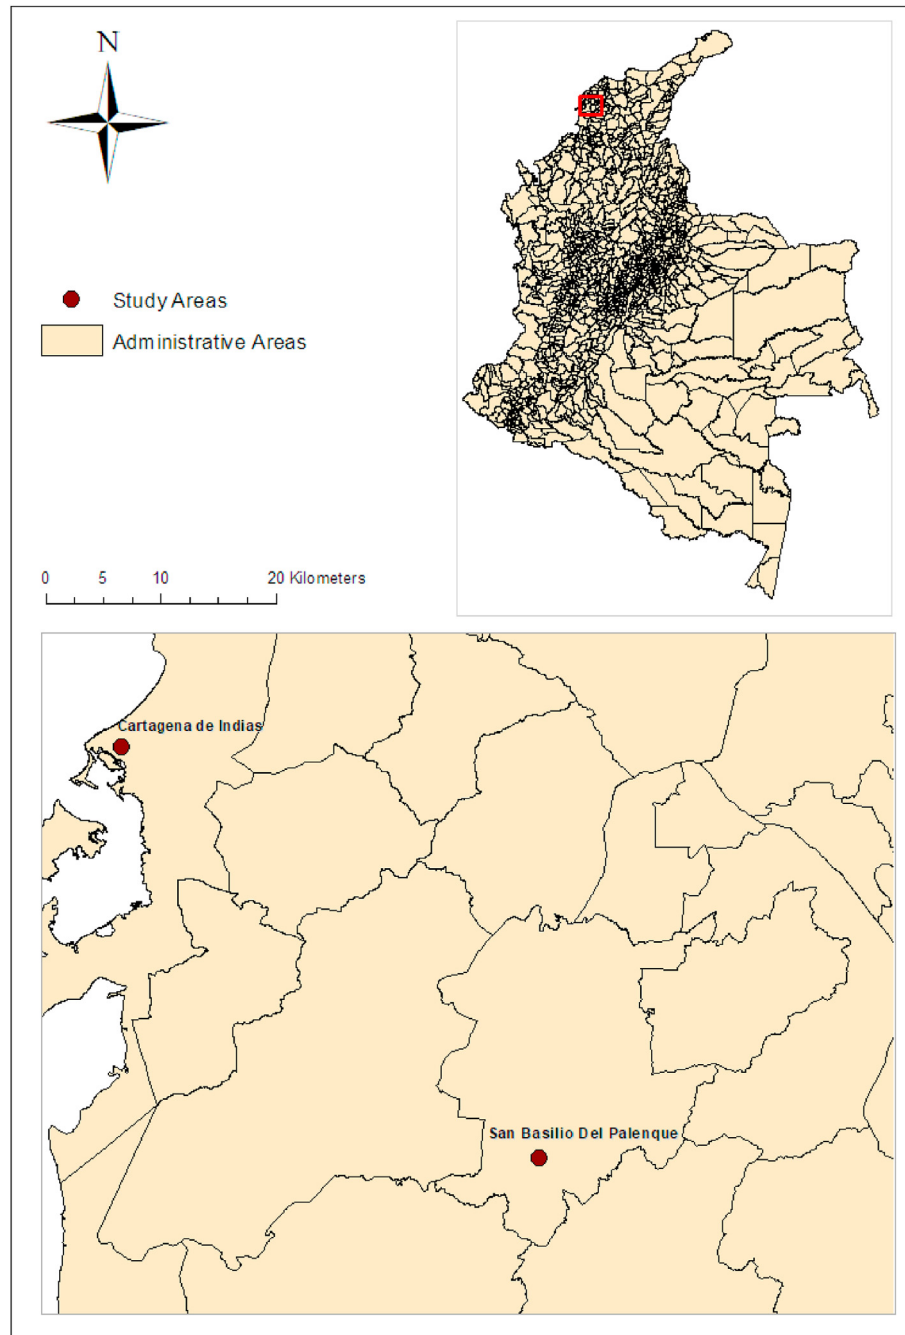 N
Study Areas
Administrative Areas
0 5 10 20 Kilometers
Cartagena de Indias
San Basilio Del Palenque